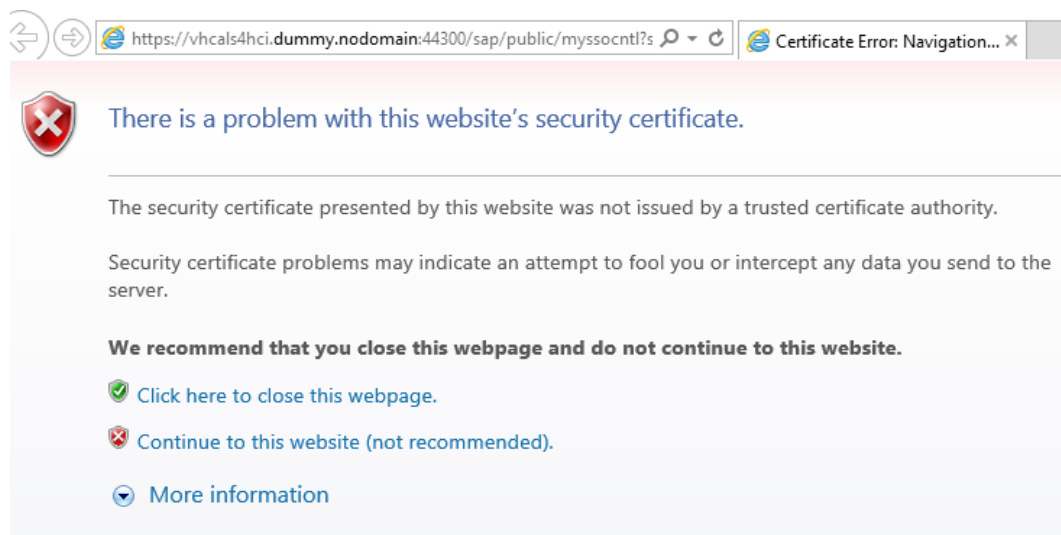 https://vhcals4hci.dummy.nodomain:44300/sap/public/myssocntl?s
Certificate Error: Navigation...
There is a problem with this website's security certificate.
The security certificate presented by this website was not issued by a trusted certificate authority.
Security certificate problems may indicate an attempt to fool you or intercept any data you send to the
server.
We recommend that you close this webpage and do not continue to this website.
Click here to close this webpage.
Continue to this website (not recommended).
More information